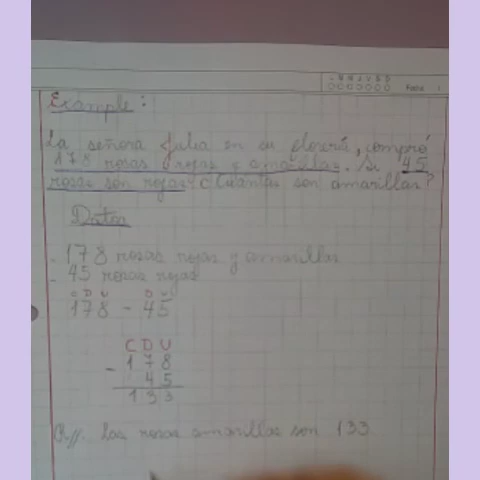 L M M J V S D
Fecha
Example:
La señora Julia en su florería, compró
178 rosas rojas y amarillas. Si 45
rosas son rojas ¿Cuántas son amarillas?
Datos
- 178 rosas rojas y amarillas
- 45 rosas rojas
C D U D U
178 - 45
C D U
- 1 7 8
4 5
1 3 3
R//. Las rosas amarillas son 133